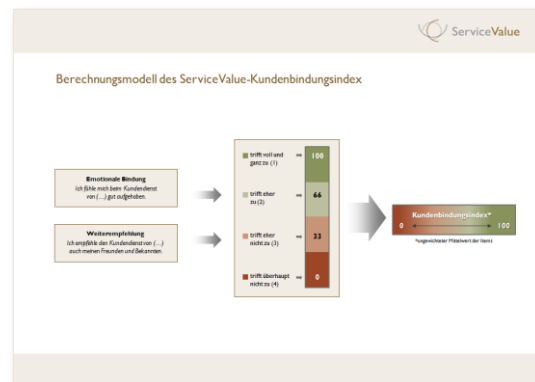 ServiceValue
Berechnungsmodell des ServiceValue-Kundenbindungsindex
Emotionale Bindung
Ich fühle mich beim Kundendienst
von (...) gut aufgehoben.
Weiterempfehlung
Ich empfehle den Kundendienst von (...)
auch meinen Freunden und Bekannten.
trifft voll und
ganz zu (1)
100
trifft eher
zu (2)
66
trifft eher
nicht zu (3)
33
trifft überhaupt
nicht zu (4)
0
Kundenbindungsindex*
0 100
*ungewichteter Mittelwert der Items